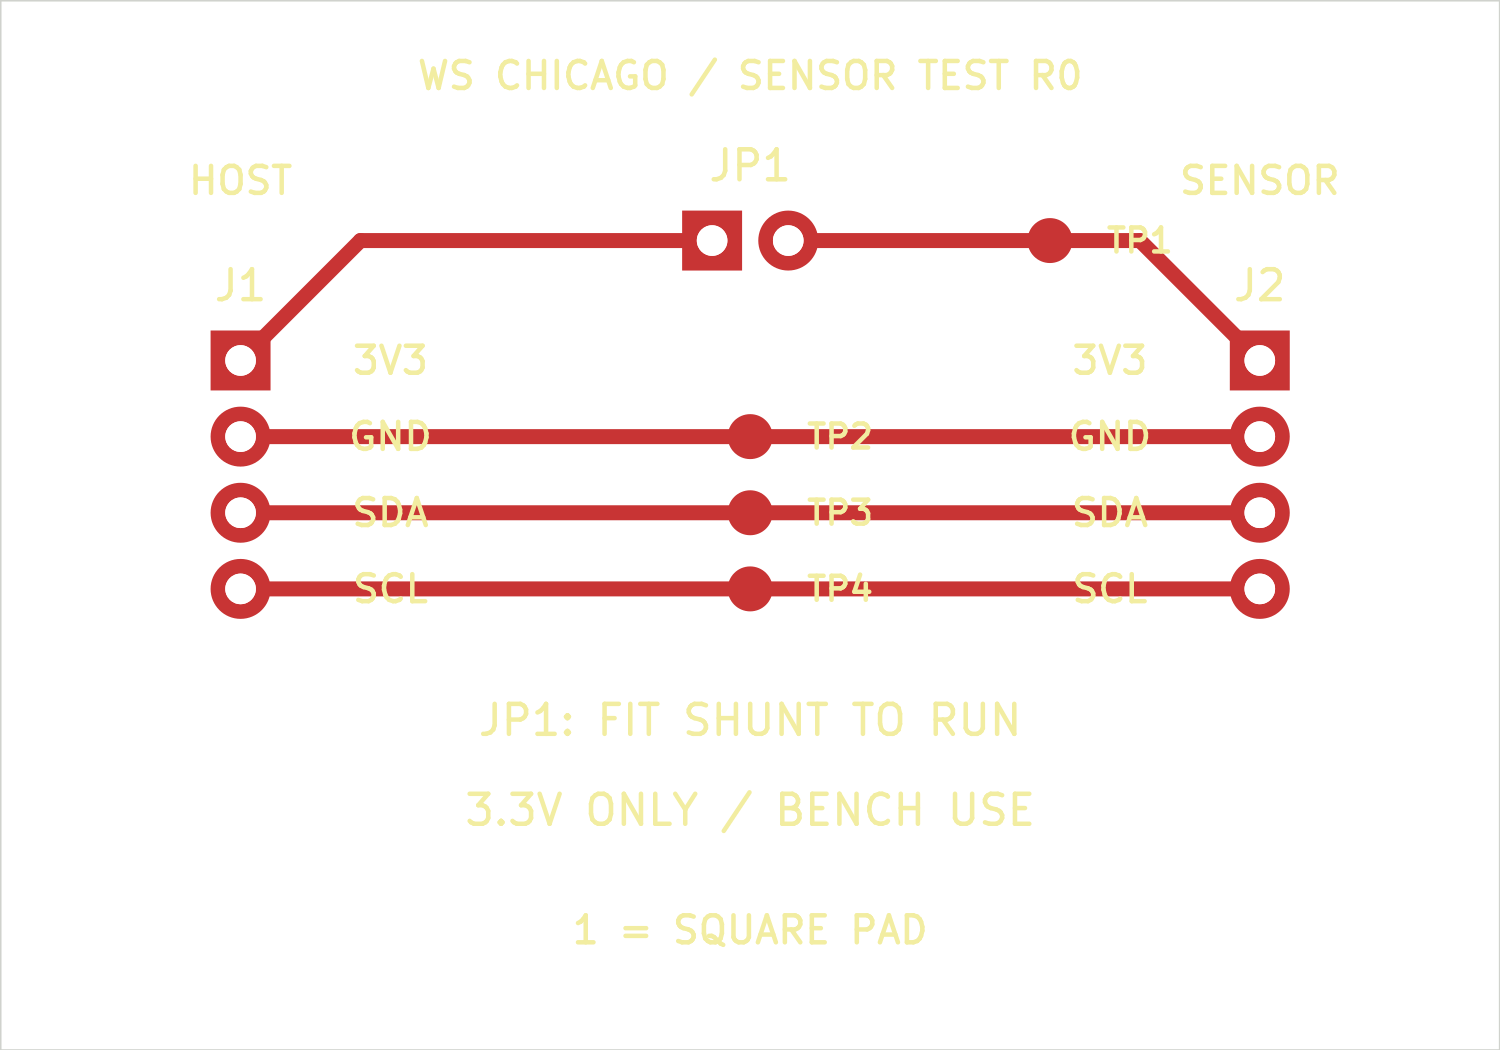 WS CHICAGO / SENSOR TEST R0
JP1
HOST
SENSOR
TP1
J1
J2
3V3
3V3
GND
TP2
GND
SDA
TP3
SDA
SCL
TP4
SCL
JP1: FIT SHUNT TO RUN
3.3V ONLY / BENCH USE
1 = SQUARE PAD